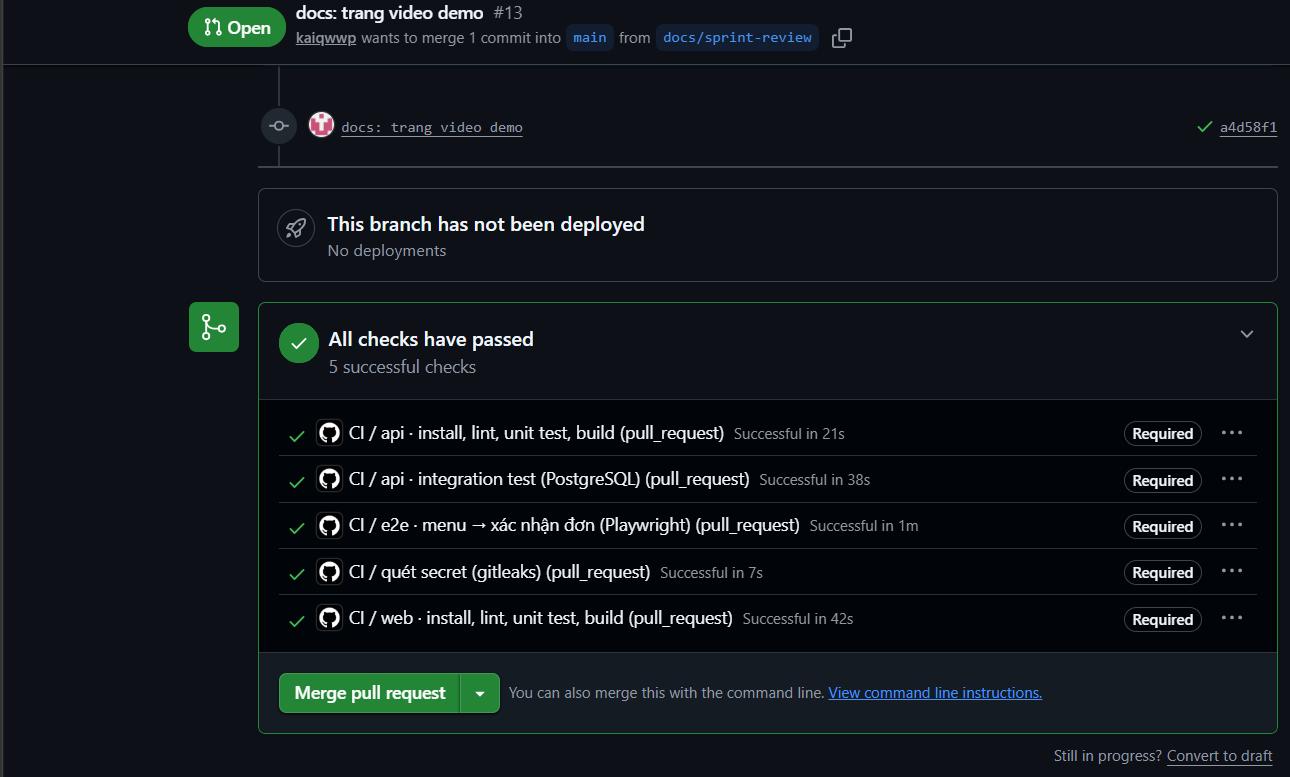 Open
docs: trang video demo #13
kaiqwwp wants to merge 1 commit into main from docs/sprint-review
docs: trang video demo a4d58f1
This branch has not been deployed
No deployments
All checks have passed
5 successful checks
CI / api · install, lint, unit test, build (pull_request) Successful in 21s Required
CI / api · integration test (PostgreSQL) (pull_request) Successful in 38s Required
CI / e2e · menu → xác nhận đơn (Playwright) (pull_request) Successful in 1m Required
CI / quét secret (gitleaks) (pull_request) Successful in 7s Required
CI / web · install, lint, unit test, build (pull_request) Successful in 42s Required
Merge pull request You can also merge this with the command line. View command line instructions.
Still in progress? Convert to draft